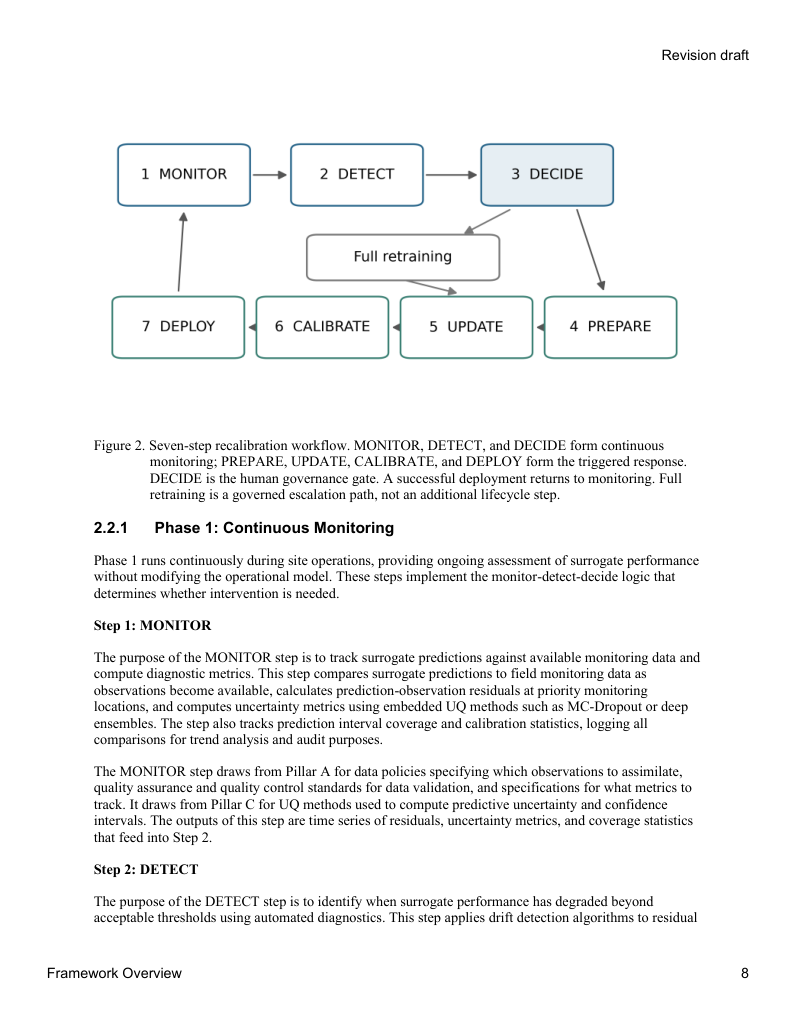 Revision draft
1 MONITOR
2 DETECT
3 DECIDE
Full retraining
7 DEPLOY
6 CALIBRATE
5 UPDATE
4 PREPARE
Figure 2. Seven-step recalibration workflow. MONITOR, DETECT, and DECIDE form continuous
monitoring; PREPARE, UPDATE, CALIBRATE, and DEPLOY form the triggered response.
DECIDE is the human governance gate. A successful deployment returns to monitoring. Full
retraining is a governed escalation path, not an additional lifecycle step.
2.2.1 Phase 1: Continuous Monitoring
Phase 1 runs continuously during site operations, providing ongoing assessment of surrogate performance
without modifying the operational model. These steps implement the monitor-detect-decide logic that
determines whether intervention is needed.
Step 1: MONITOR
The purpose of the MONITOR step is to track surrogate predictions against available monitoring data and
compute diagnostic metrics. This step compares surrogate predictions to field monitoring data as
observations become available, calculates prediction-observation residuals at priority monitoring
locations, and computes uncertainty metrics using embedded UQ methods such as MC-Dropout or deep
ensembles. The step also tracks prediction interval coverage and calibration statistics, logging all
comparisons for trend analysis and audit purposes.
The MONITOR step draws from Pillar A for data policies specifying which observations to assimilate,
quality assurance and quality control standards for data validation, and specifications for what metrics to
track. It draws from Pillar C for UQ methods used to compute predictive uncertainty and confidence
intervals. The outputs of this step are time series of residuals, uncertainty metrics, and coverage statistics
that feed into Step 2.
Step 2: DETECT
The purpose of the DETECT step is to identify when surrogate performance has degraded beyond
acceptable thresholds using automated diagnostics. This step applies drift detection algorithms to residual
Framework Overview
8